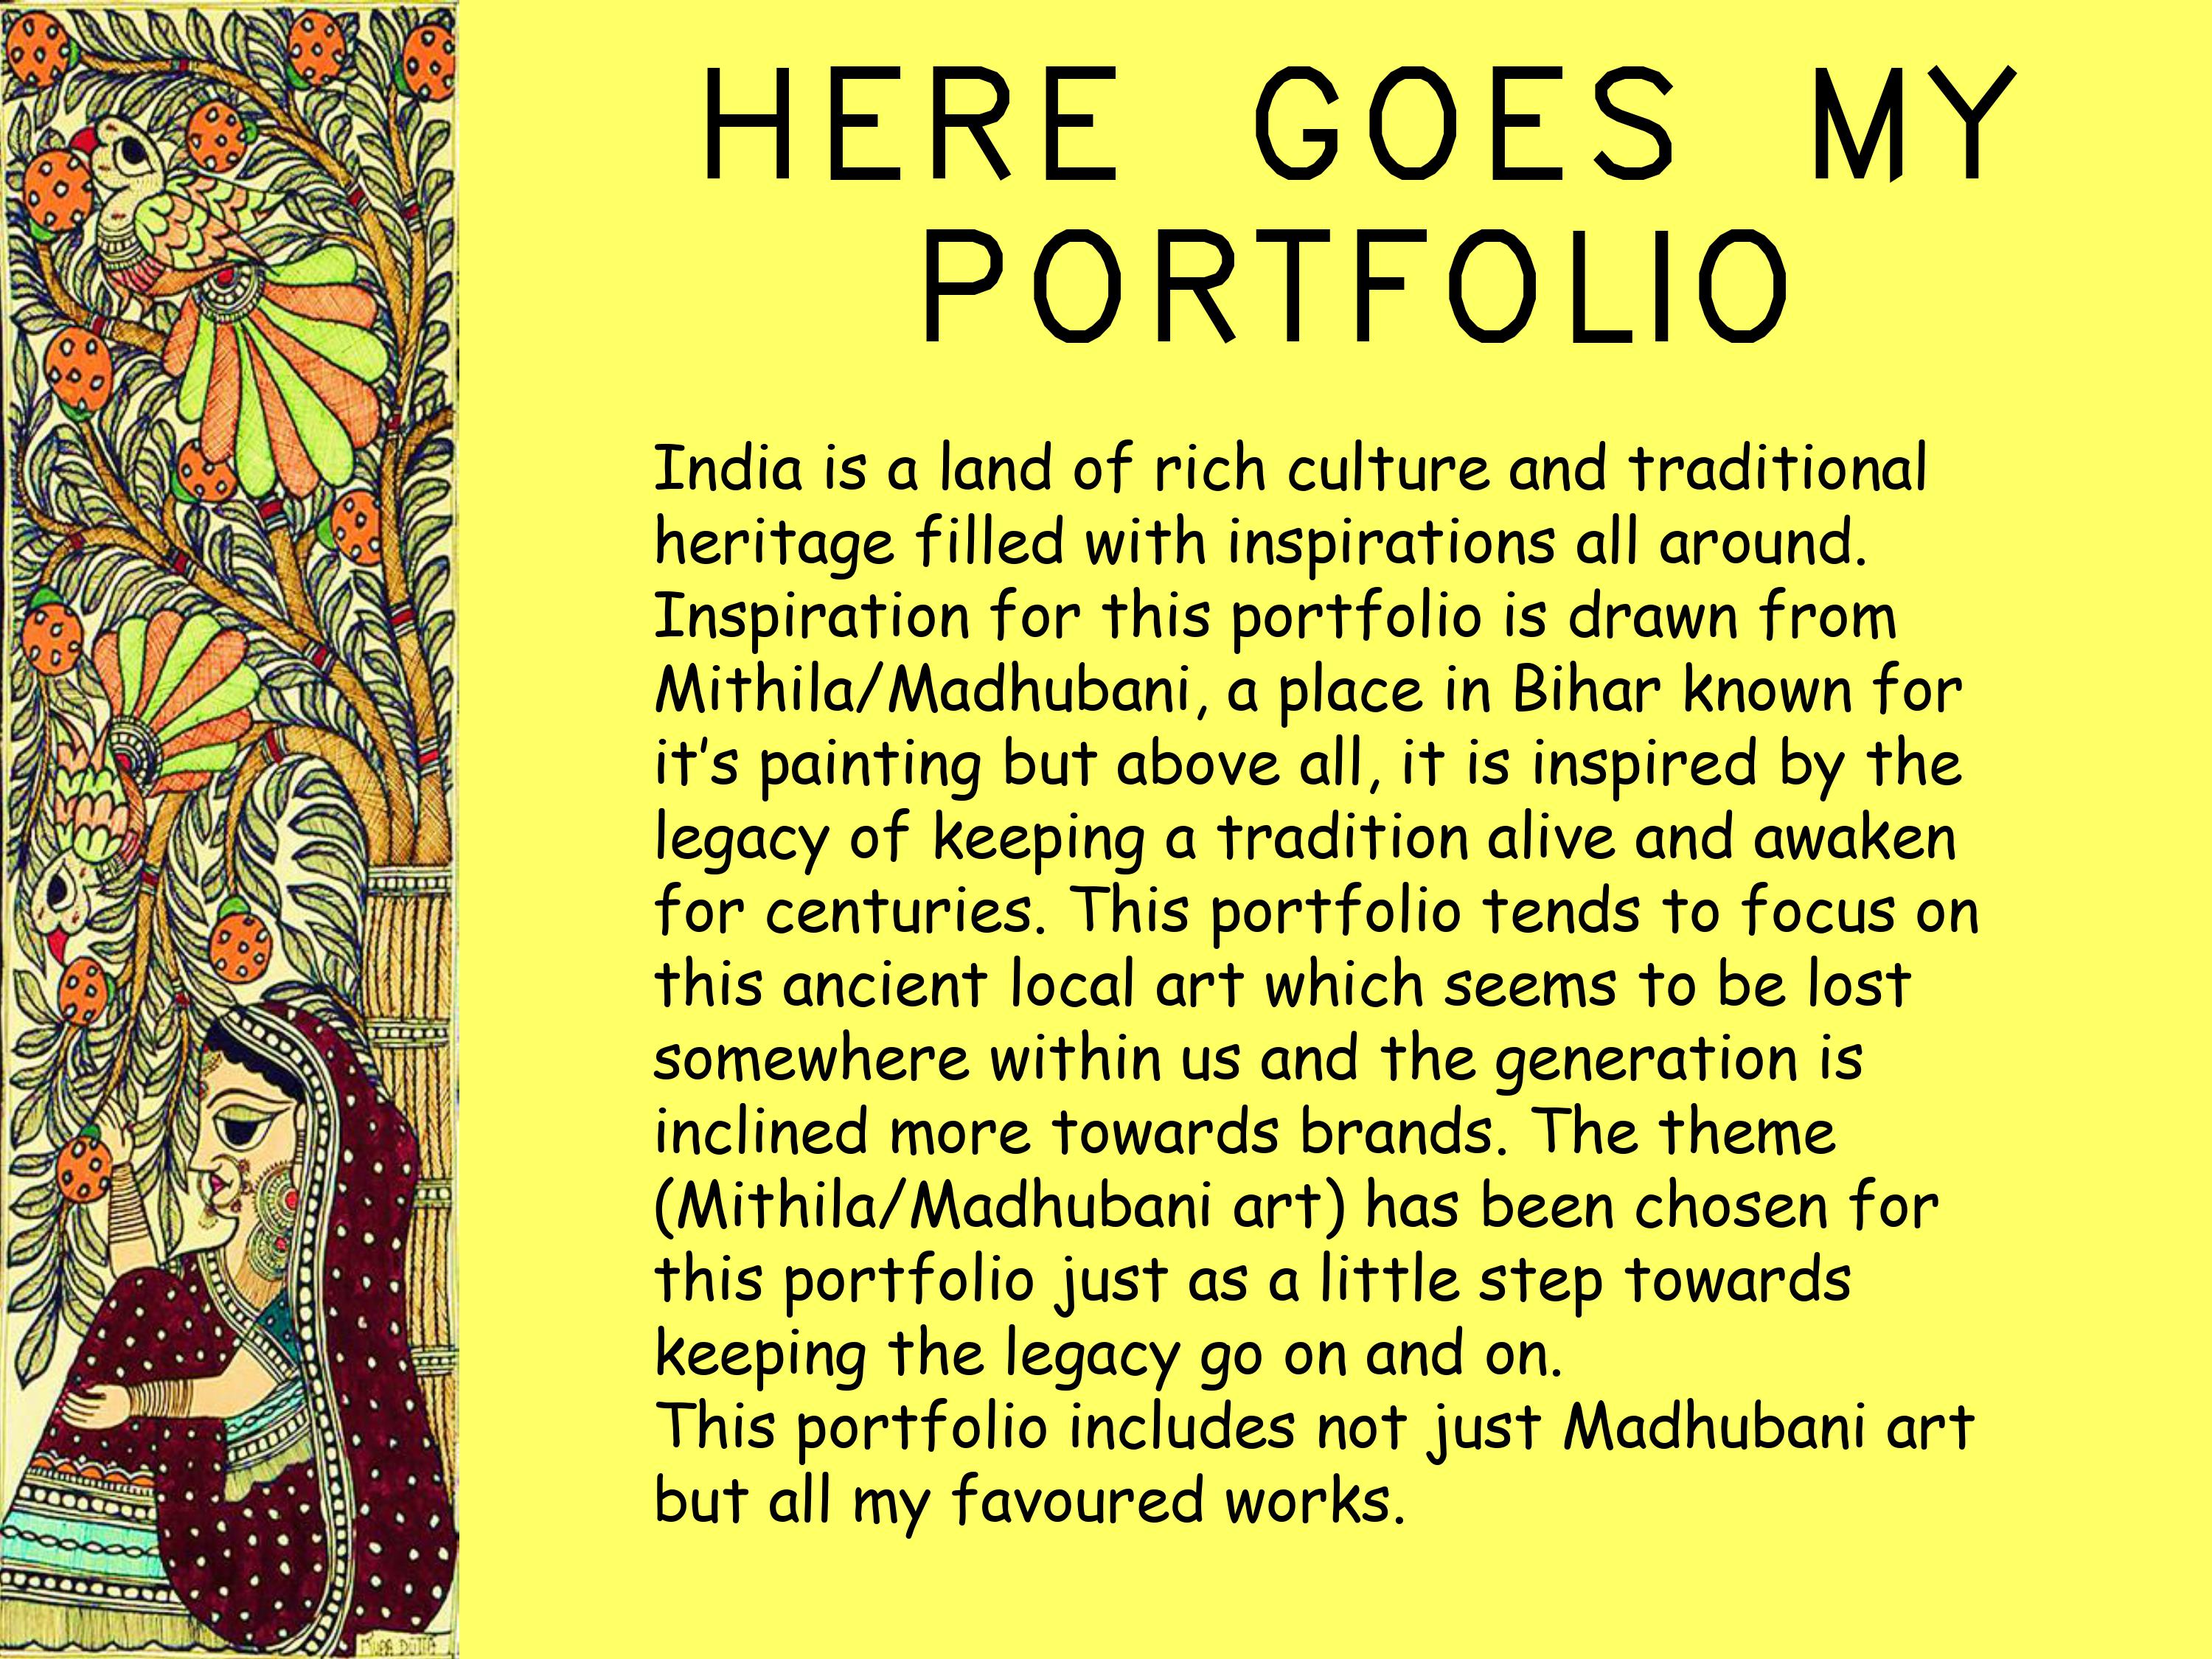 HERE GOES MY
PORTFOLIO
India is a land of rich culture and traditional
heritage filled with inspirations all around.
Inspiration for this portfolio is drawn from
Mithila/Madhubani, a place in Bihar known for
it's painting but above all, it is inspired by the
legacy of keeping a tradition alive and awaken
for centuries. This portfolio tends to focus on
this ancient local art which seems to be lost
somewhere within us and the generation is
inclined more towards brands. The theme
(Mithila/Madhubani art) has been chosen for
this portfolio just as a little step towards
keeping the legacy go on and on.
This portfolio includes not just Madhubani art
but all my favoured works.